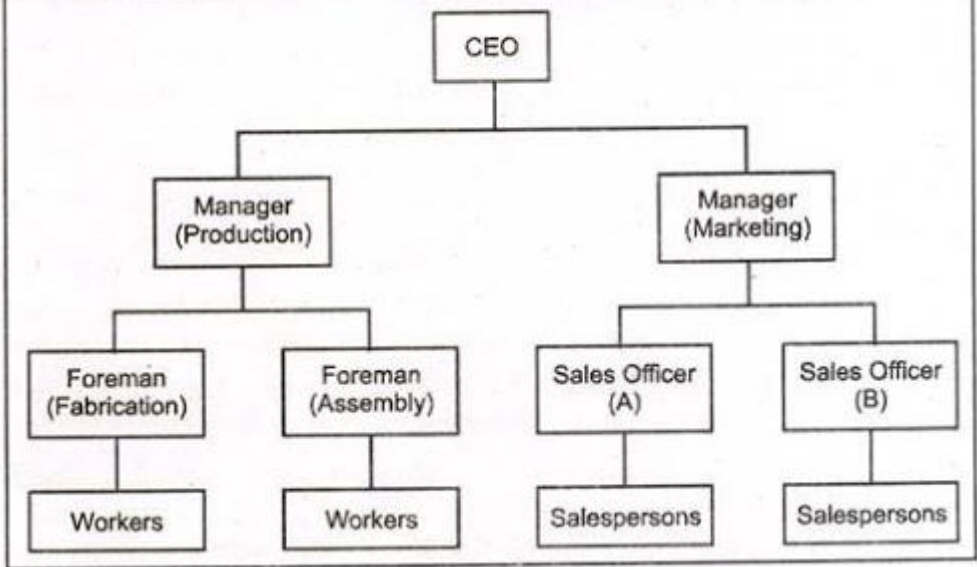 CEO
Manager
(Production)
Manager
(Marketing)
Foreman
(Fabrication)
Foreman
(Assembly)
Sales Officer
(A)
Sales Officer
(B)
Workers
Workers
Salespersons
Salespersons